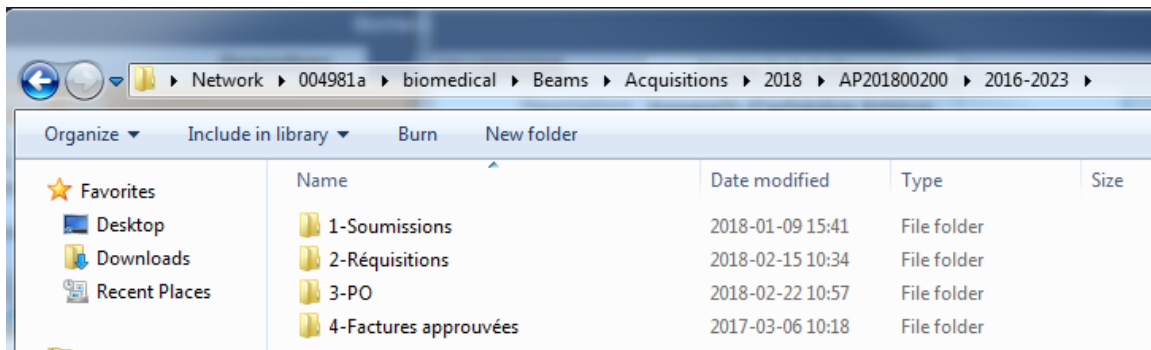 Network 004981a biomedical Beams Acquisitions 2018 AP201800200 2016-2023
Organize Include in library Burn New folder
Favorites
Desktop
Downloads
Recent Places
Name Date modified Type Size
1-Soumissions 2018-01-09 15:41 File folder
2-Réquisitions 2018-02-15 10:34 File folder
3-PO 2018-02-22 10:57 File folder
4-Factures approuvées 2017-03-06 10:18 File folder